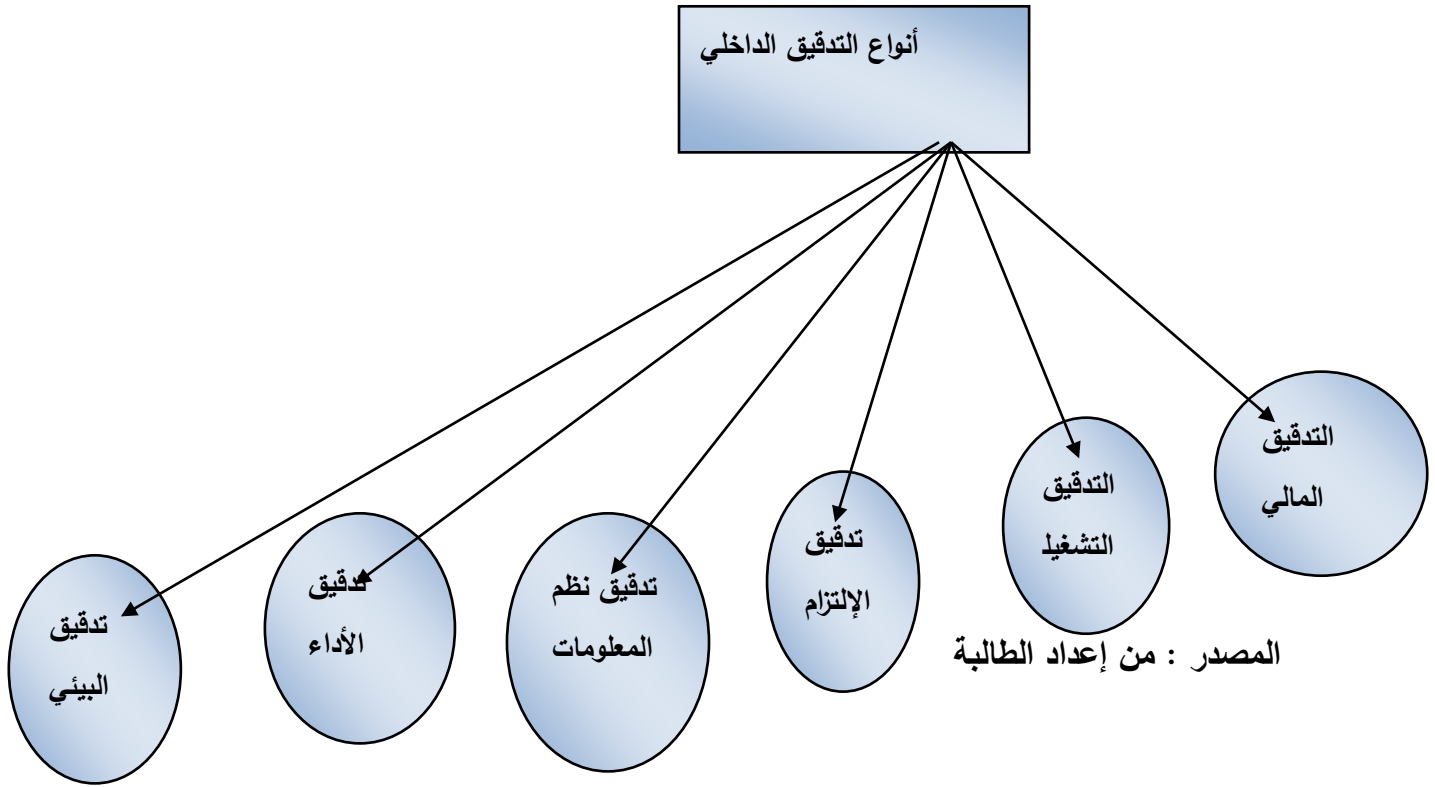 أنواع التدقيق الداخلي
التدقيق
المالي
التدقيق
التشغيل
تدقيق
الإلتزام
تدقيق نظم
المعلومات
تدقيق
الأداء
تدقيق
البيئي
المصدر : من إعداد الطالبة